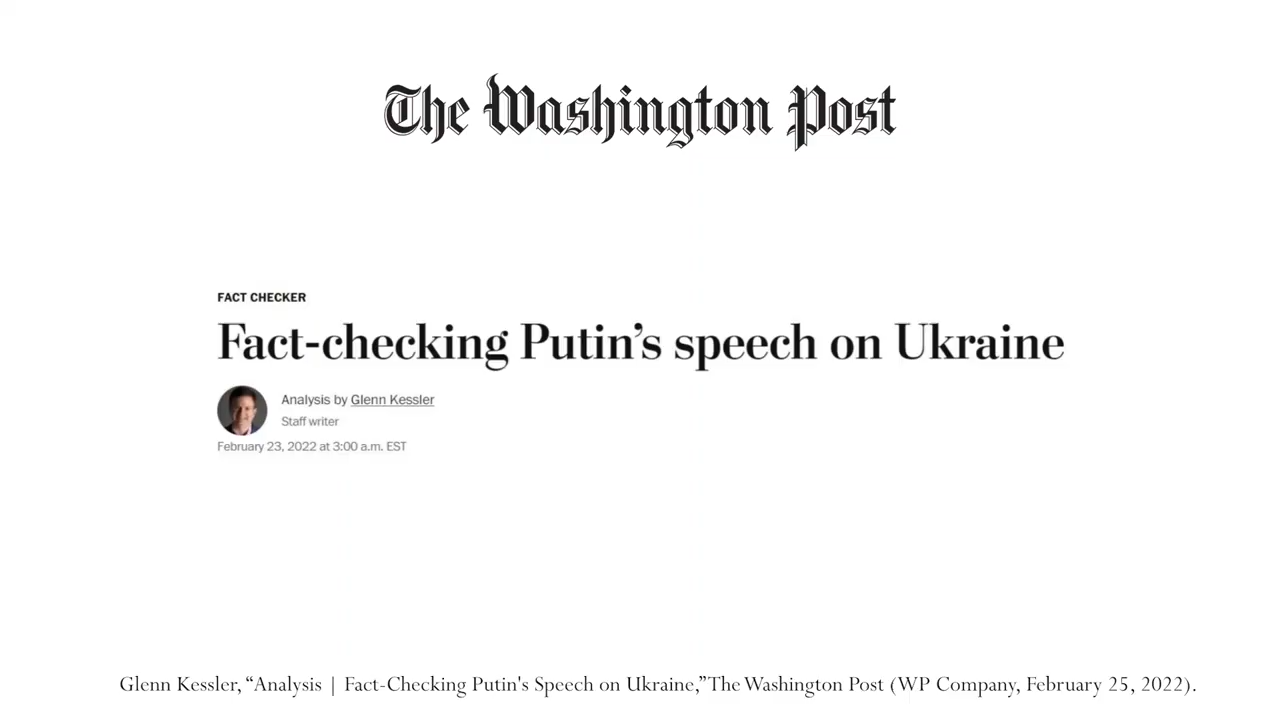 The Washington Post
FACT CHECKER
Fact-checking Putin’s speech on Ukraine
Analysis by Glenn Kessler
Staff writer
February 23, 2022 at 3:00 a.m. EST
Glenn Kessler, “Analysis | Fact-Checking Putin's Speech on Ukraine,” The Washington Post (WP Company, February 25, 2022).